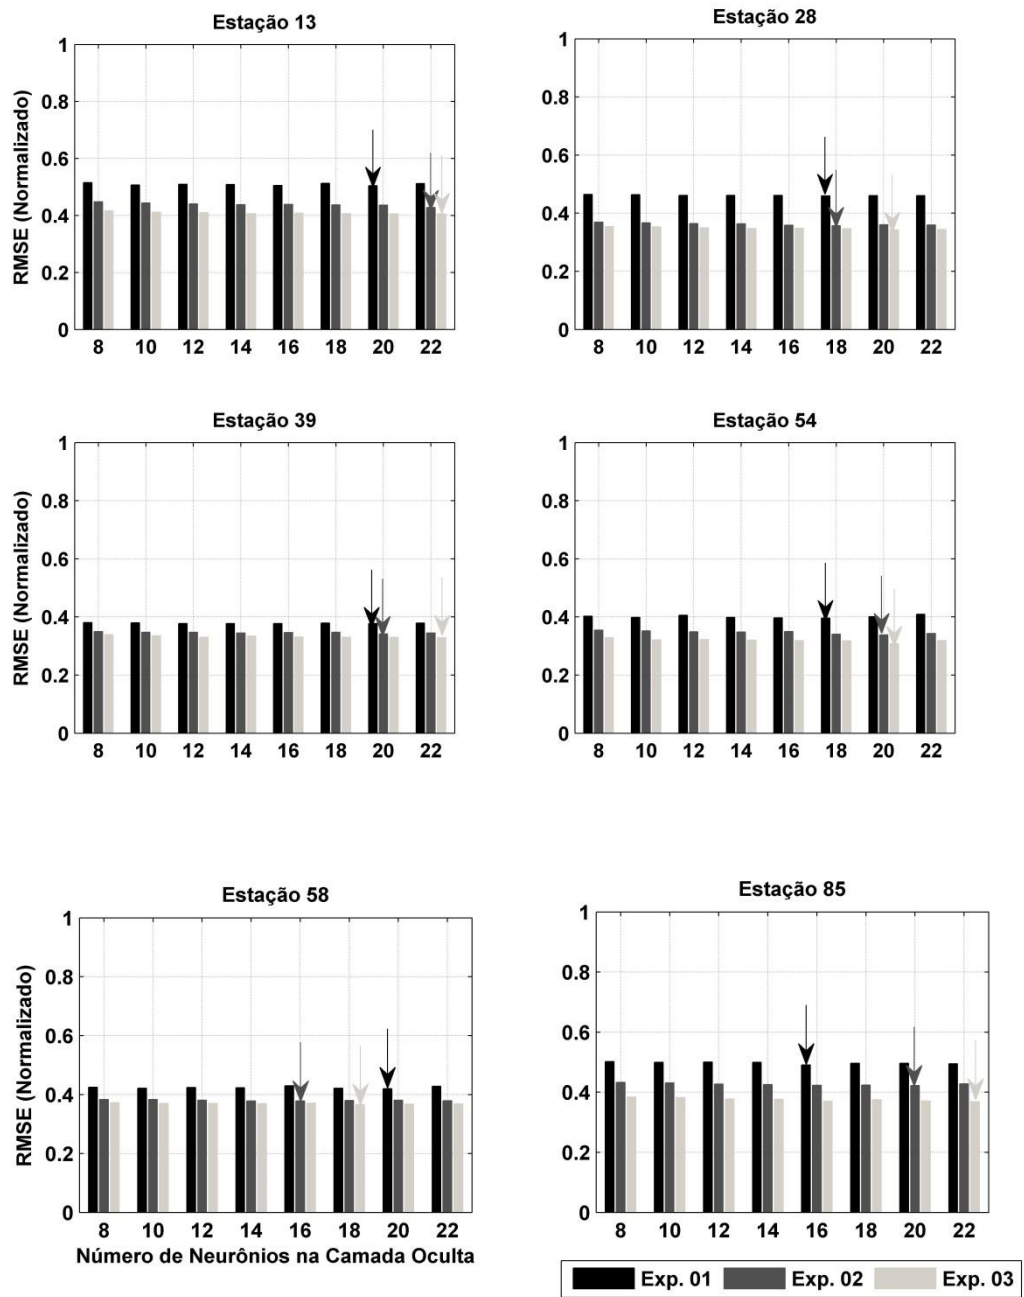 Estação 13
RMSE (Normalizado)
1
0.8
0.6
0.4
0.2
0
8 10 12 14 16 18 20 22
Estação 28
1
0.8
0.6
0.4
0.2
0
8 10 12 14 16 18 20 22
Estação 39
RMSE (Normalizado)
1
0.8
0.6
0.4
0.2
0
8 10 12 14 16 18 20 22
Estação 54
1
0.8
0.6
0.4
0.2
0
8 10 12 14 16 18 20 22
Estação 58
RMSE (Normalizado)
1
0.8
0.6
0.4
0.2
0
8 10 12 14 16 18 20 22
Número de Neurônios na Camada Oculta
Estação 85
1
0.8
0.6
0.4
0.2
0
8 10 12 14 16 18 20 22
Exp. 01 Exp. 02 Exp. 03